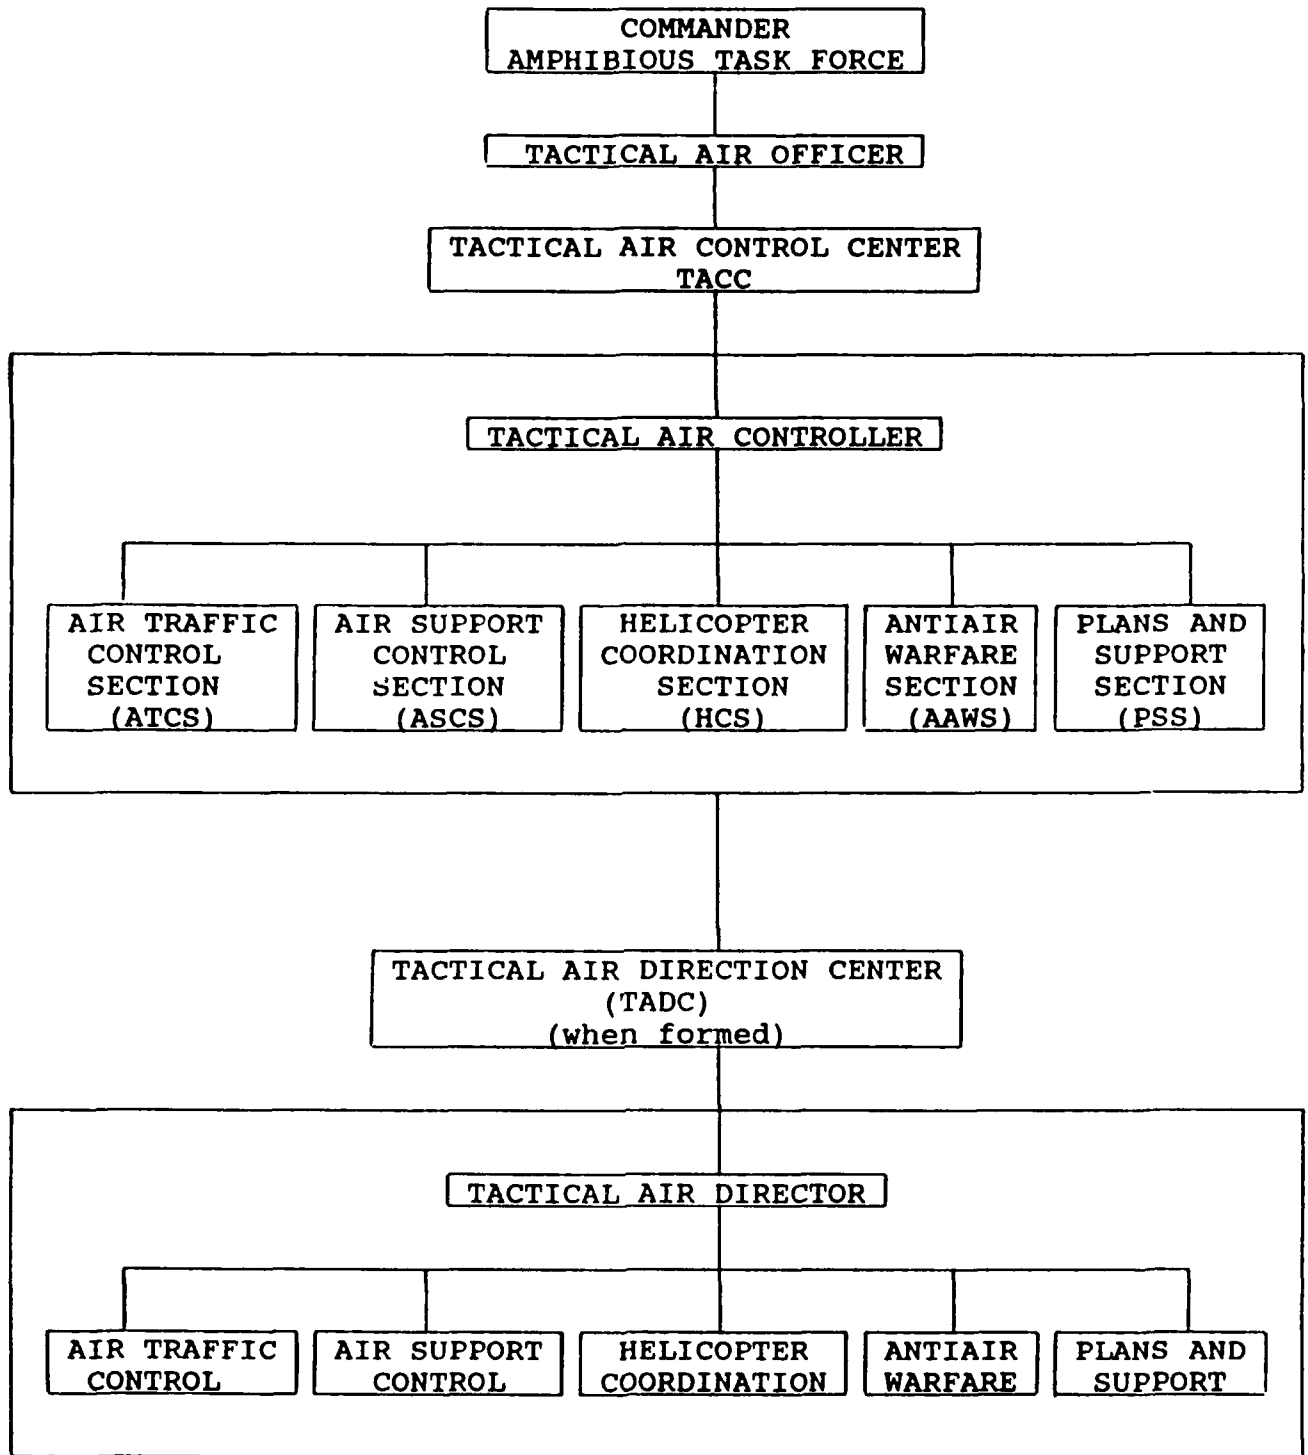 COMMANDER
AMPHIBIOUS TASK FORCE
TACTICAL AIR OFFICER
TACTICAL AIR CONTROL CENTER
TACC
TACTICAL AIR CONTROLLER
AIR TRAFFIC
CONTROL
SECTION
(ATCS)
AIR SUPPORT
CONTROL
SECTION
(ASCS)
HELICOPTER
COORDINATION
SECTION
(HCS)
ANTIAIR
WARFARE
SECTION
(AAWS)
PLANS AND
SUPPORT
SECTION
(PSS)
TACTICAL AIR DIRECTION CENTER
(TADC)
(when formed)
TACTICAL AIR DIRECTOR
AIR TRAFFIC
CONTROL
AIR SUPPORT
CONTROL
HELICOPTER
COORDINATION
ANTIAIR
WARFARE
PLANS AND
SUPPORT